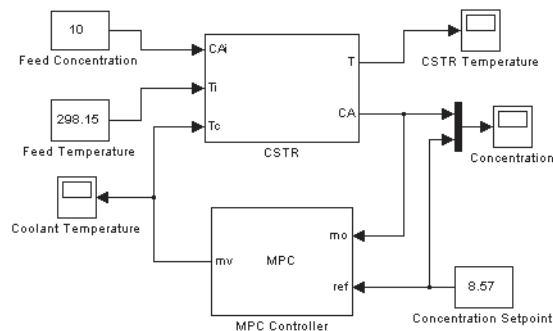 10
Feed Concentration
298.15
Feed Temperature
CAi
Ti
Tc
T
CA
CSTR
CSTR Temperature
Concentration
Coolant Temperature
mv
MPC
mo
ref
MPC Controller
8.57
Concentration Setpoint